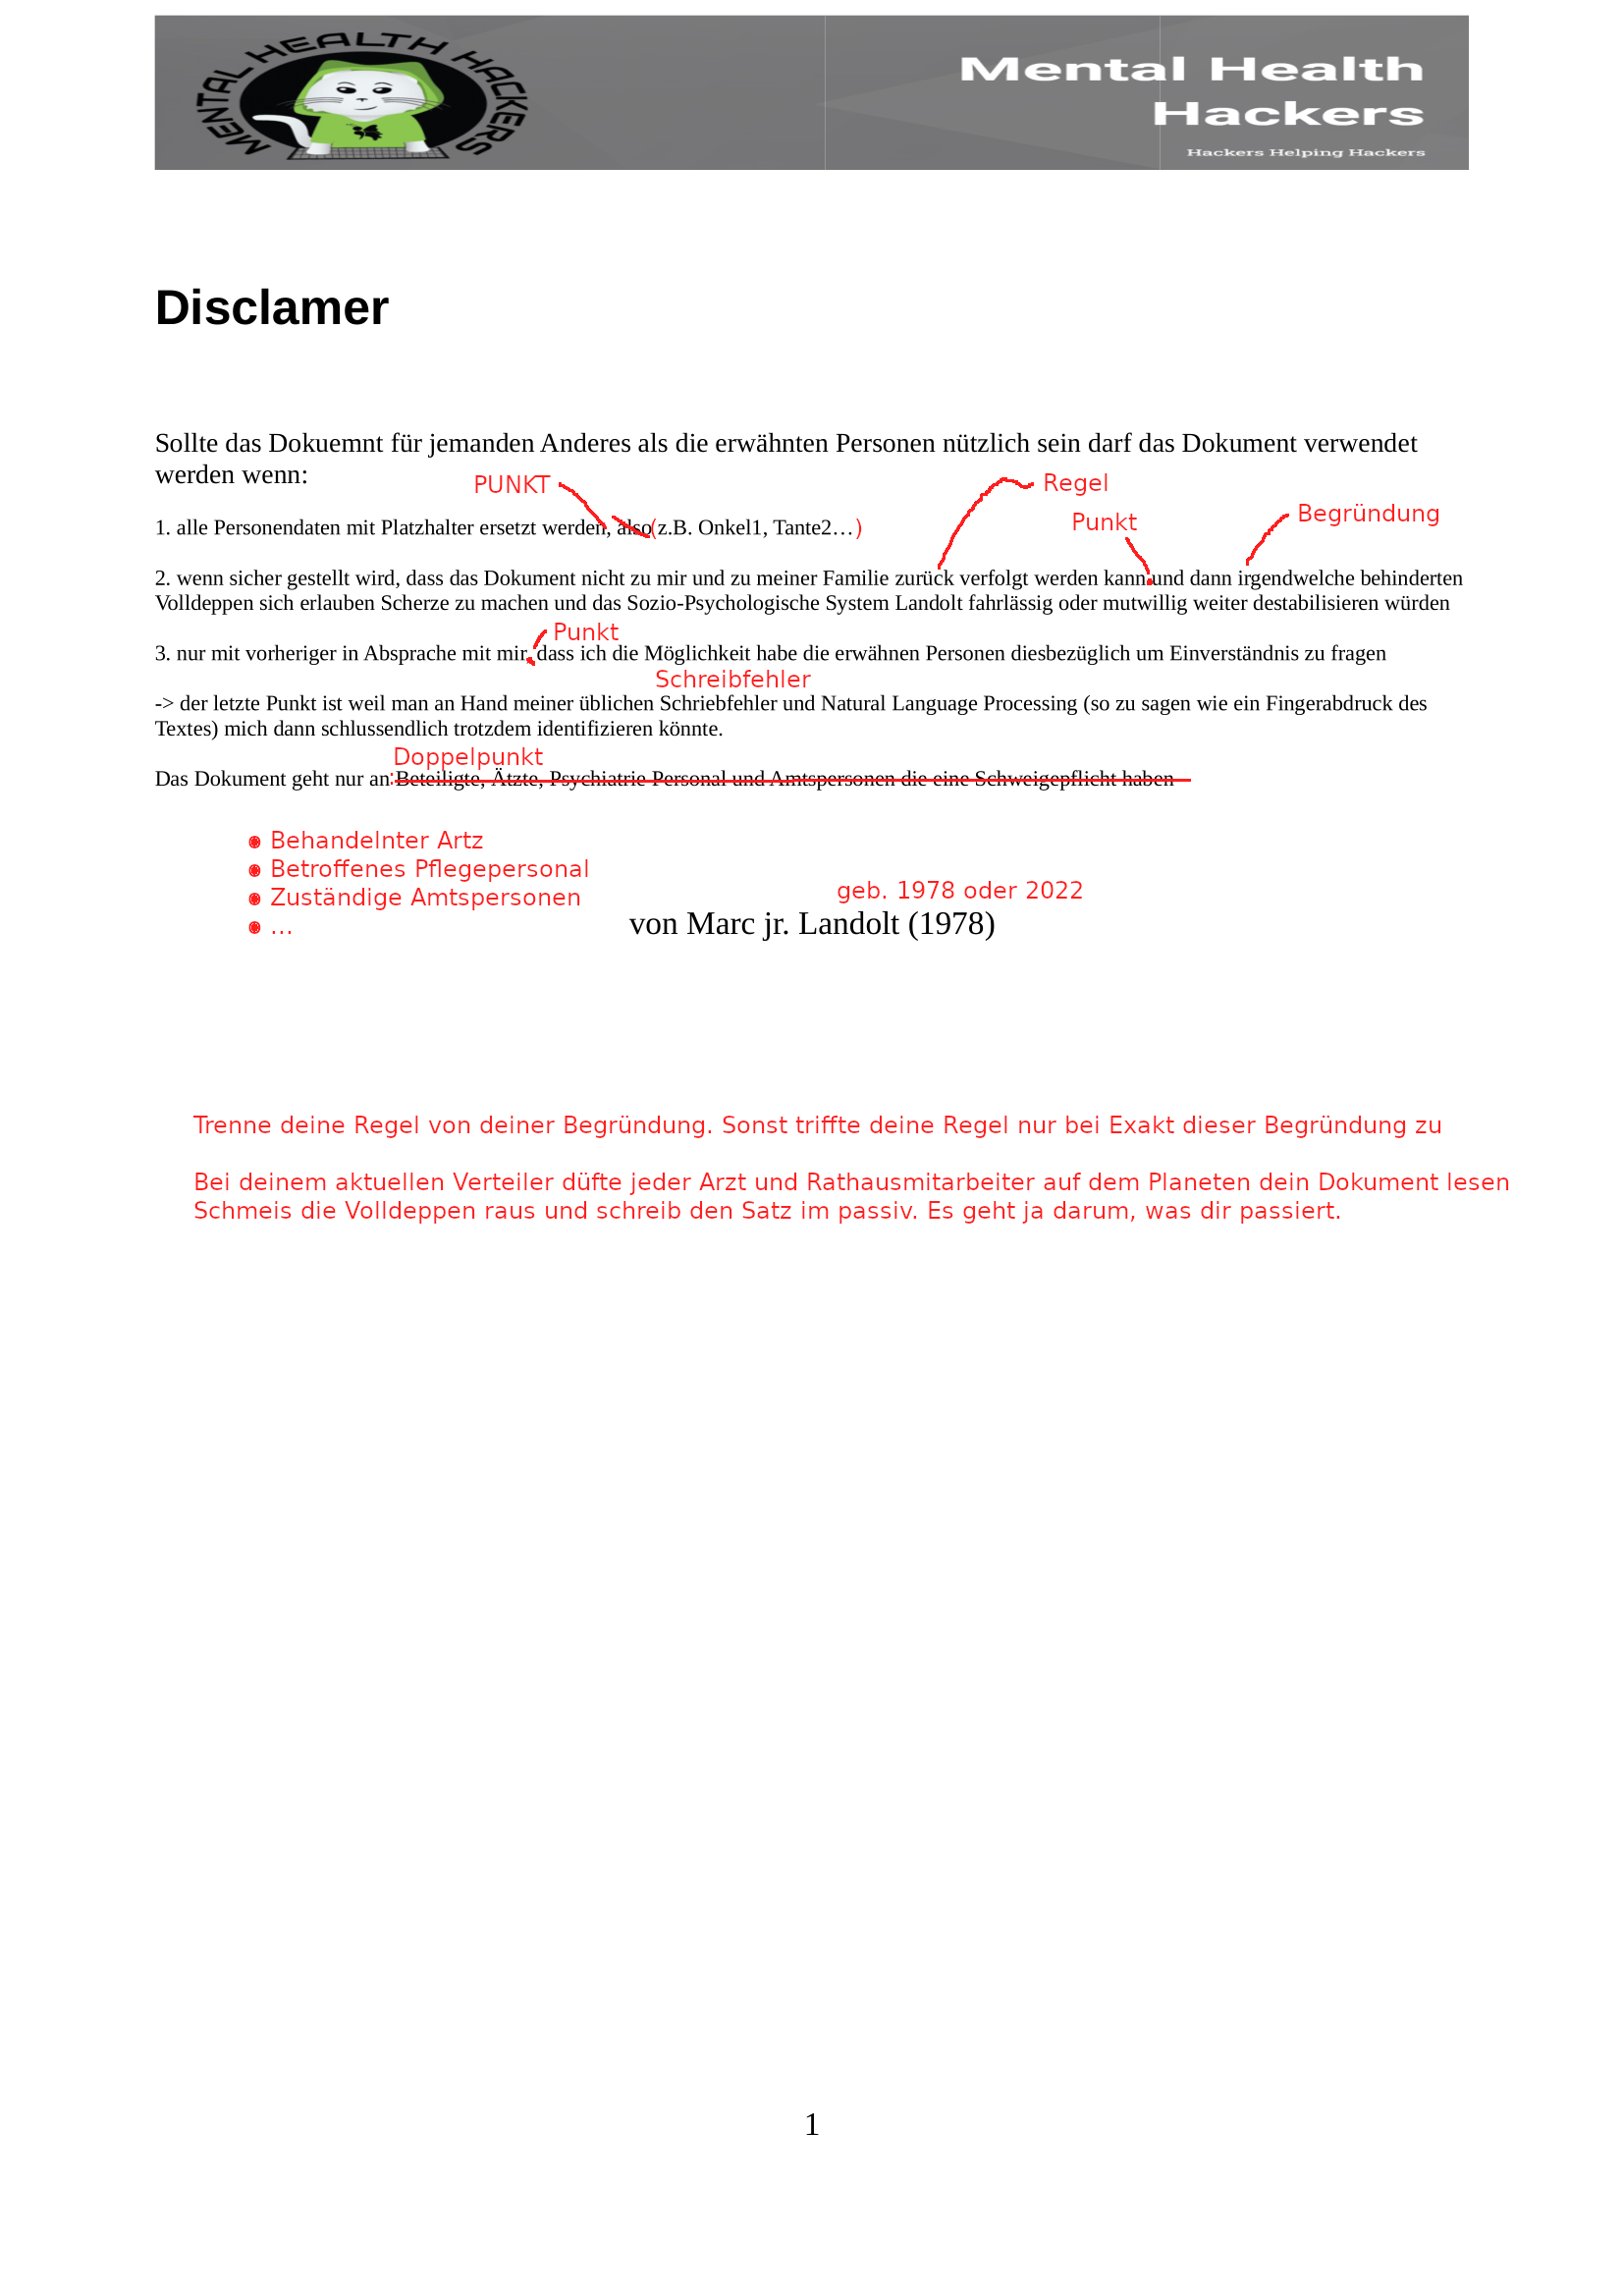 MENTAL HEALTH HACKERS
Mental Health
Hackers
Hackers Helping Hackers
Disclamer
Sollte das Dokuemnt für jemanden Anderes als die erwähnten Personen nützlich sein darf das Dokument verwendet
werden wenn:
PUNKT
Regel
Punkt
Begründung
1. alle Personendaten mit Platzhalter ersetzt werden, also(z.B. Onkel1, Tante2…)
2. wenn sicher gestellt wird, dass das Dokument nicht zu mir und zu meiner Familie zurück verfolgt werden kann.und dann irgendwelche behinderten
Volldeppen sich erlauben Scherze zu machen und das Sozio-Psychologische System Landolt fahrlässig oder mutwillig weiter destabilisieren würden
Punkt
3. nur mit vorheriger in Absprache mit mir. dass ich die Möglichkeit habe die erwähnen Personen diesbezüglich um Einverständnis zu fragen
Schreibfehler
-> der letzte Punkt ist weil man an Hand meiner üblichen Schriebfehler und Natural Language Processing (so zu sagen wie ein Fingerabdruck des
Textes) mich dann schlussendlich trotzdem identifizieren könnte.
Doppelpunkt
Das Dokument geht nur an: Beteiligte, Ätzte, Psychiatrie Personal und Amtspersonen die eine Schweigepflicht haben
• Behandelnter Artz
• Betroffenes Pflegepersonal
geb. 1978 oder 2022
• Zuständige Amtspersonen
• …
von Marc jr. Landolt (1978)
Trenne deine Regel von deiner Begründung. Sonst triffte deine Regel nur bei Exakt dieser Begründung zu
Bei deinem aktuellen Verteiler düfte jeder Arzt und Rathausmitarbeiter auf dem Planeten dein Dokument lesen
Schmeis die Volldeppen raus und schreib den Satz im passiv. Es geht ja darum, was dir passiert.
1